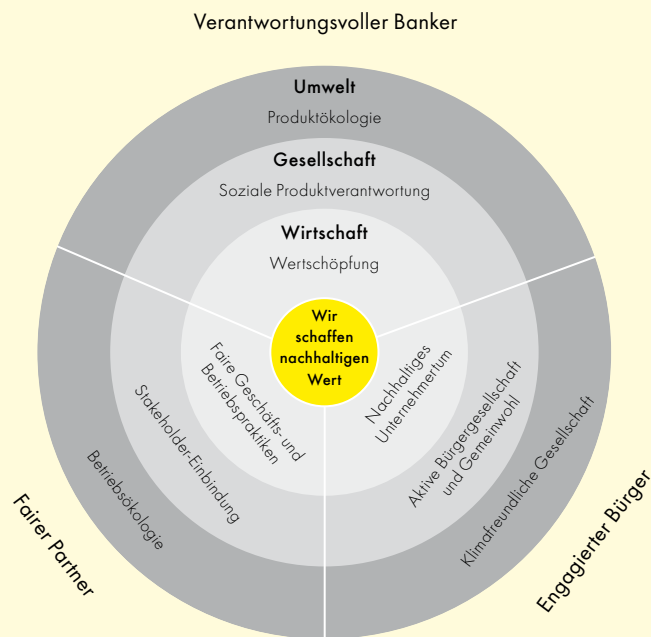 Verantwortungsvoller Banker
Umwelt
Produktökologie
Gesellschaft
Soziale Produktverantwortung
Wirtschaft
Wertschöpfung
Wir
schaffen
nachhaltigen
Wert
Faire Geschäfts- und
Betriebspraktiken
Stakeholder-Einbindung
Betriebsökologie
Fairer Partner
Nachhaltiges
Unternehmertum
Aktive Bürgergesellschaft
und Gemeinwohl
Klimafreundliche Gesellschaft
Engagierter Bürger